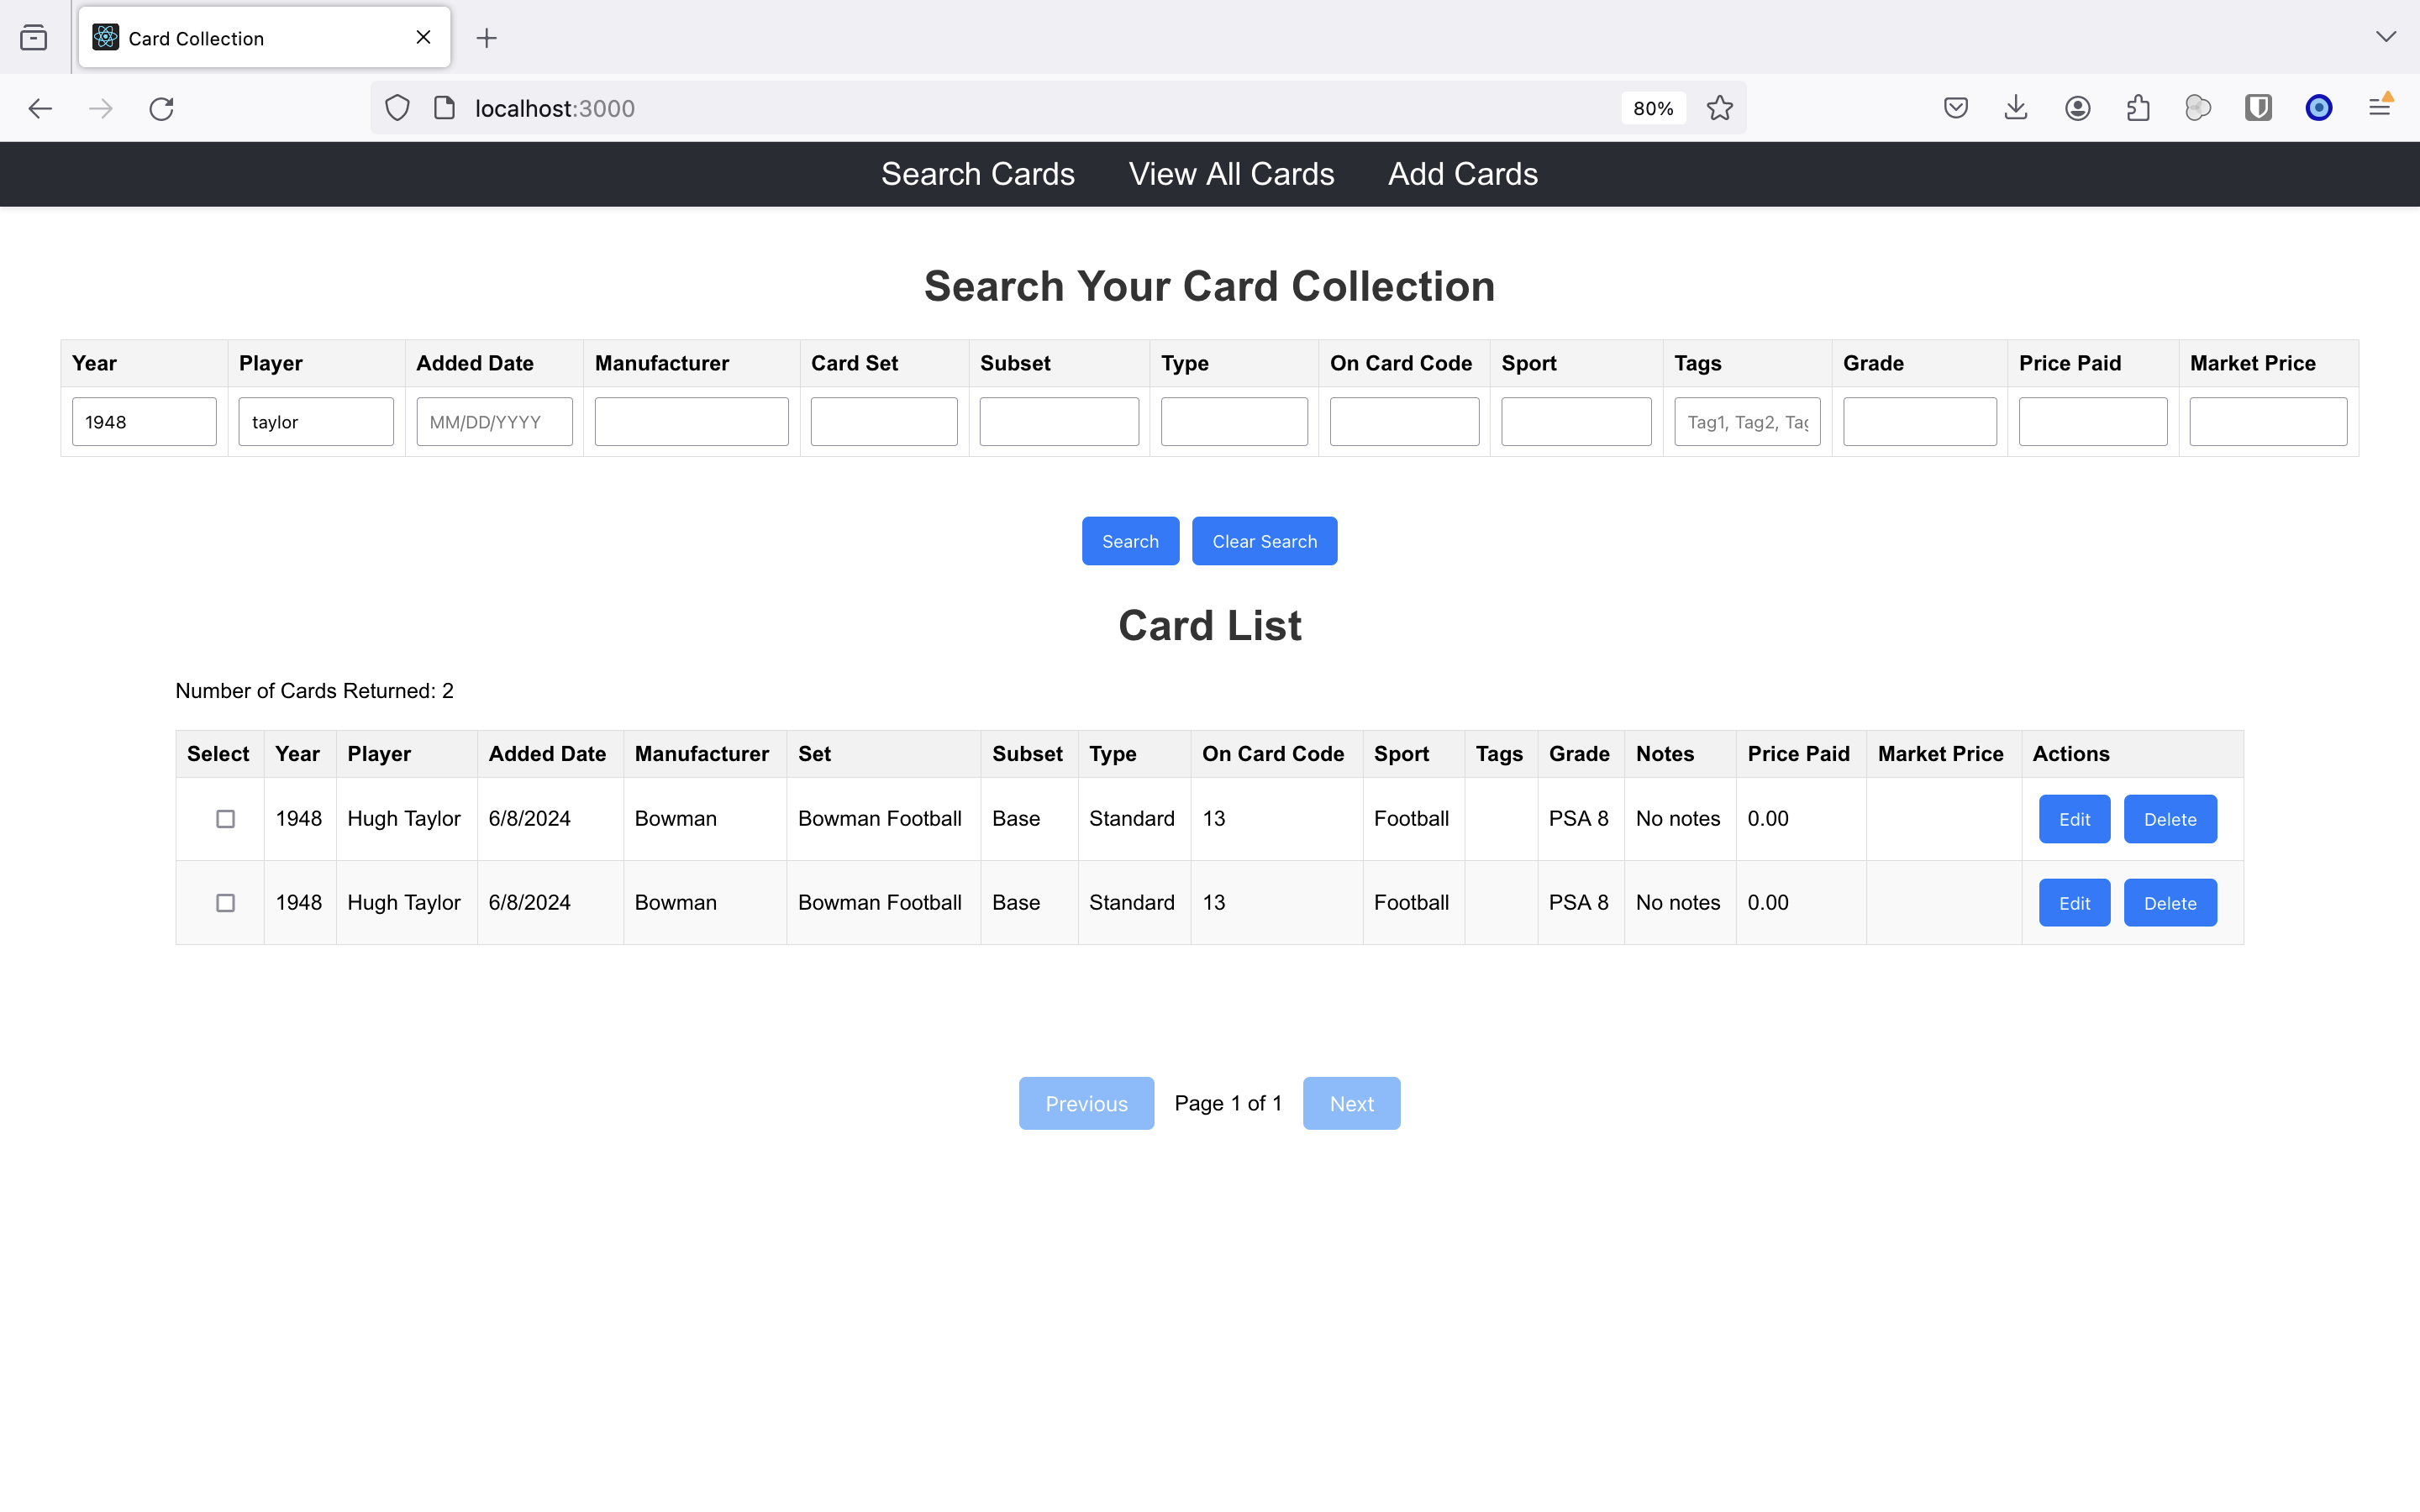 Card Collection
localhost:3000
80%
Search Cards View All Cards Add Cards
Search Your Card Collection
Year Player Added Date Manufacturer Card Set Subset Type On Card Code Sport Tags Grade Price Paid Market Price
1948 taylor MM/DD/YYYY Tag1, Tag2, Tag
Search Clear Search
Card List
Number of Cards Returned: 2
Select Year Player Added Date Manufacturer Set Subset Type On Card Code Sport Tags Grade Notes Price Paid Market Price Actions
1948 Hugh Taylor 6/8/2024 Bowman Bowman Football Base Standard 13 Football PSA 8 No notes 0.00 Edit Delete
1948 Hugh Taylor 6/8/2024 Bowman Bowman Football Base Standard 13 Football PSA 8 No notes 0.00 Edit Delete
Previous Page 1 of 1 Next